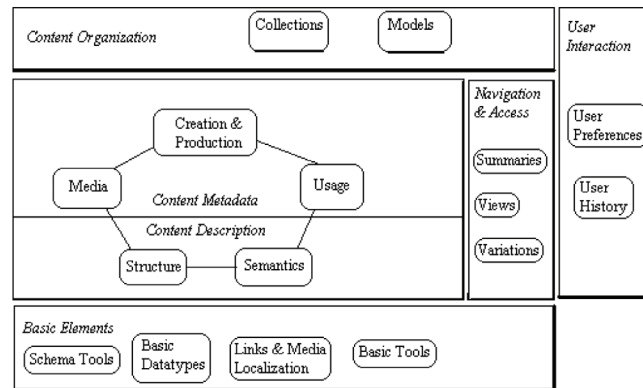 Content Organization
Collections
Models
User
Interaction
User
Preferences
User
History
Navigation
& Access
Summaries
Views
Variations
Creation &
Production
Media
Usage
Content Metadata
Content Description
Structure
Semantics
Basic Elements
Schema Tools
Basic
Datatypes
Links & Media
Localization
Basic Tools